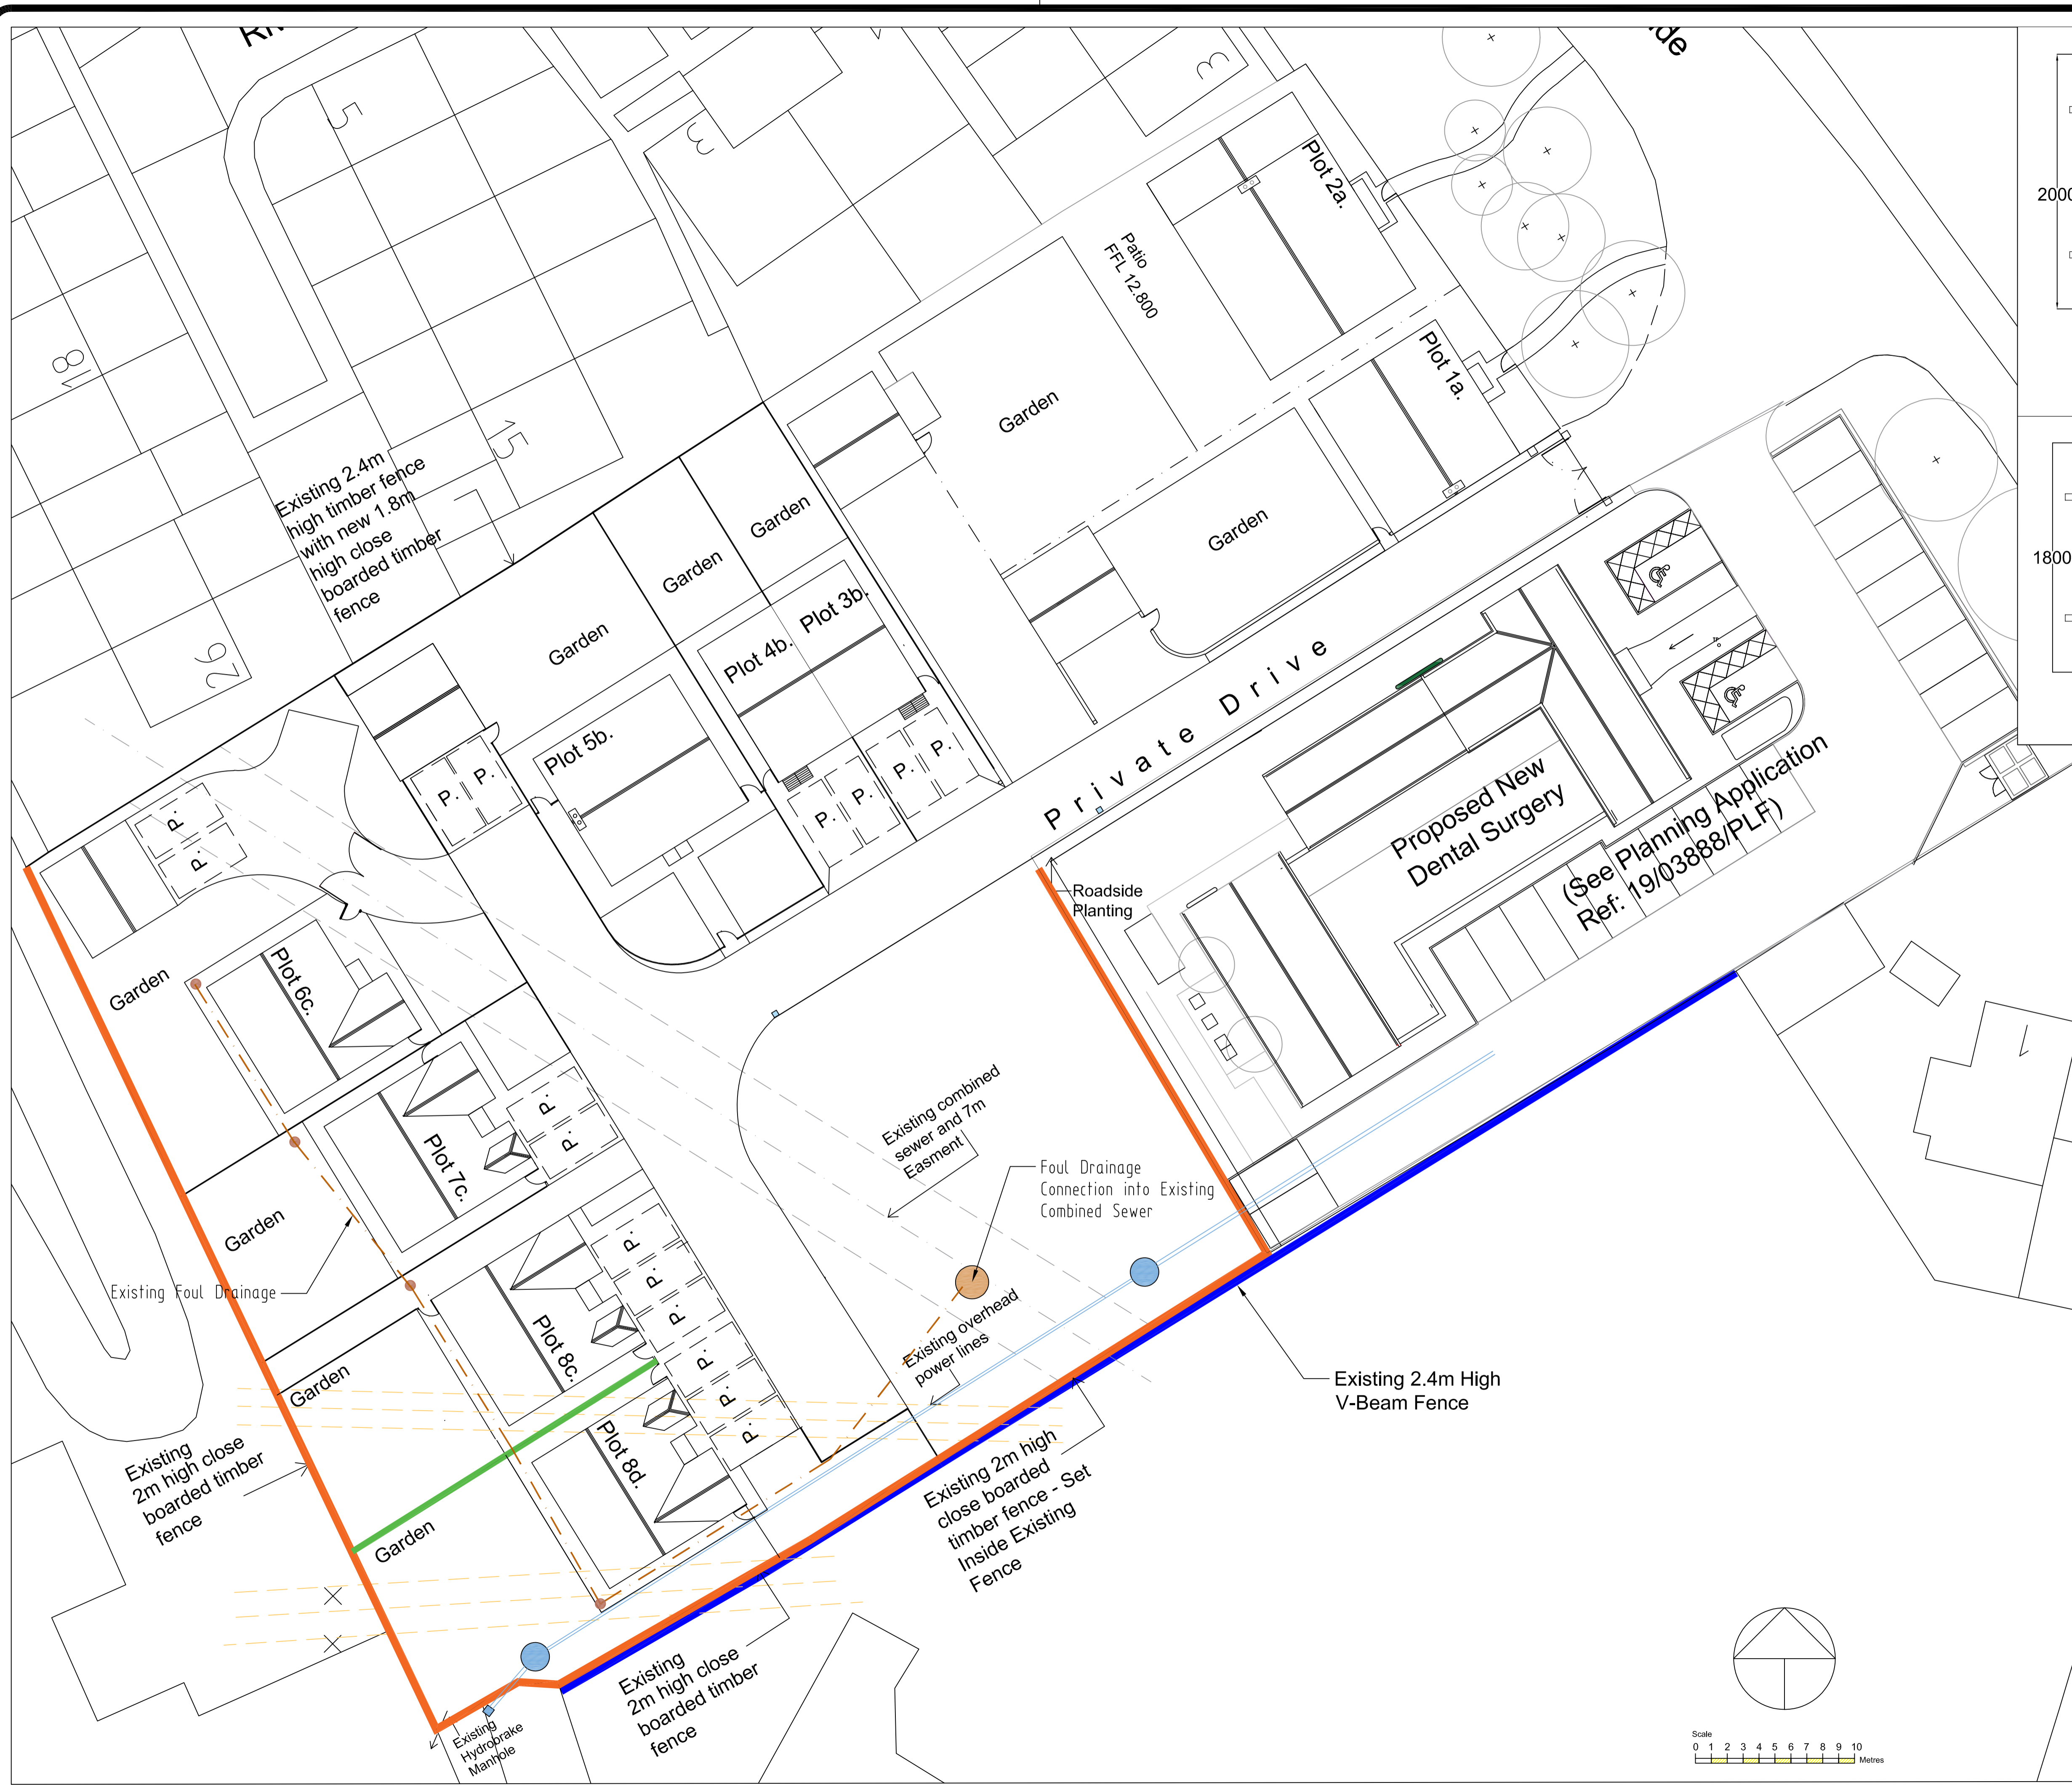 5
3
3
2000
Plot 2a.
Patio
FFL 12.800
18
Plot 1a.
Garden
15
Existing 2.4m
high timber fence
with new 1.8m
high close
boarded timber
fence
Garden
Garden
Garden
Garden
1800
26
Plot 3b.
Plot 4b.
Plot 5b.
P.
P.
P.
P.
P.
P.
P.
P.
Private Drive
Proposed New
Dental Surgery
(See Planning Application
Ref: 19/03888/PLF)
Roadside
Planting
Garden
Plot 6c.
Plot 7c.
P.
P.
Existing combined
sewer and 7m
Easment
Foul Drainage
Connection into Existing
Combined Sewer
Garden
Existing Foul Drainage
Plot 8c.
P.
P.
P.
P.
P.
P.
Existing overhead
power lines
Garden
Existing 2.4m High
V-Beam Fence
Plot 8d.
Existing
2m high close
boarded timber
fence
Garden
Existing 2m high
close boarded
timber fence - Set
Inside Existing
Fence
Existing
2m high close
boarded timber
fence
Existing
Hydrobrake
Manhole
1
Scale
0 1 2 3 4 5 6 7 8 9 10
Metres